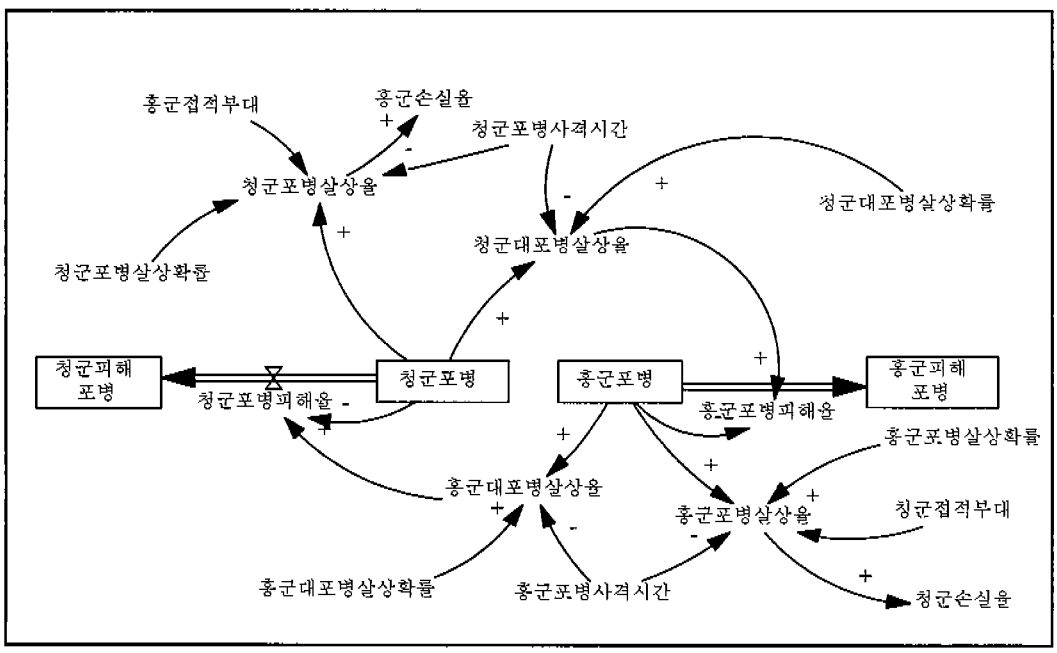 홍군접적부대
홍군손실율
+
-
청군포병사격시간
청군포병살상율
+
-
+
청군대포병살상확률
청군대포병살상율
청군포병살상확률
+
+
청군피해
포병
청군포병
홍군포병
홍군피해
포병
청군포병피해율
-
+
-
홍군포병피해율
+
+
홍군포병살상확률
홍군대포병살상율
+
-
홍군포병살상율
+
-
청군접적부대
홍군대포병살상확률
홍군포병사격시간
+
청군손실율